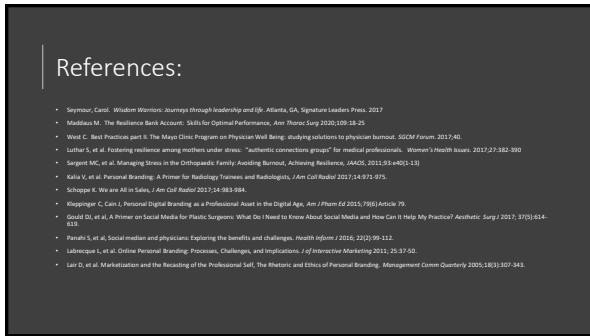 References:
• Seymour, Carol. Wisdom Warriors: Journeys through leadership and life. Atlanta, GA, Signature Leaders Press. 2017
• Maddaus M. The Resilience Bank Account: Skills for Optimal Performance, Ann Thorac Surg 2020;109:18-25
• West C. Best Practices part II. The Mayo Clinic Program on Physician Well Being: studying solutions to physician burnout. SGCM Forum. 2017;40.
• Luthar S, et al. Fostering resilience among mothers under stress: "authentic connections groups" for medical professionals. Women's Health Issues. 2017;27:382-390
• Sargent MC, et al. Managing Stress in the Orthopaedic Family: Avoiding Burnout, Achieving Resilience, JAAOS, 2011;93:e40(1-13)
• Kalia V, et al. Personal Branding: A Primer for Radiology Trainees and Radiologists, J Am Coll Radiol 2017;14:971-975.
• Schoppe K. We are All in Sales, J Am Coll Radiol 2017;14:983-984.
• Kleppinger C, Cain J, Personal Digital Branding as a Professional Asset in the Digital Age, Am J Pham Ed 2015;79(6) Article 79.
• Gould DJ, et al, A Primer on Social Media for Plastic Surgeons: What Do I Need to Know About Social Media and How Can It Help My Practice? Aesthetic Surg J 2017; 37(5):614-
619.
• Panahi S, et al, Social median and physicians: Exploring the benefits and challenges. Health Inform J 2016; 22(2):99-112.
• Labrecque L, et al. Online Personal Branding: Processes, Challenges, and Implications. J of Interactive Marketing 2011; 25:37-50.
• Lair D, et al. Marketization and the Recasting of the Professional Self, The Rhetoric and Ethics of Personal Branding. Management Comm Quarterly 2005;18(3):307-343.